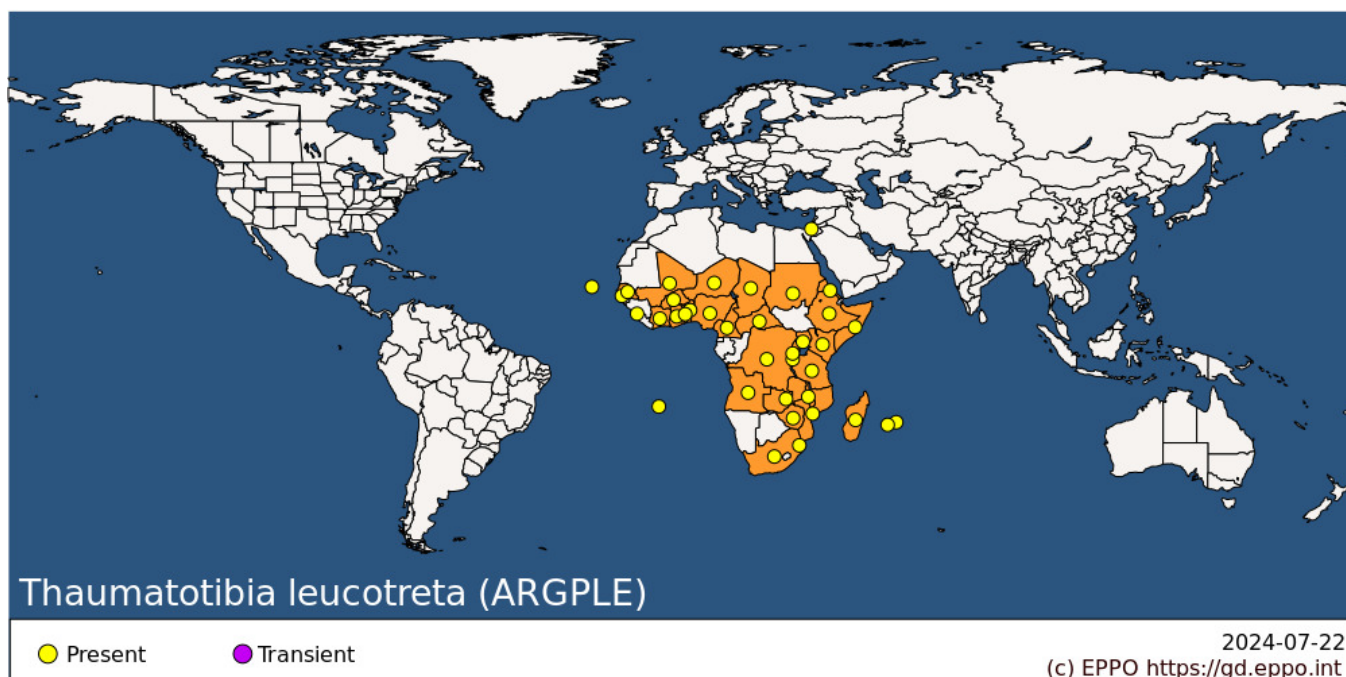 Thaumatotibia leucotreta (ARGPLE)
Present
Transient
2024-07-22
(c) EPPO https://gd.eppo.int